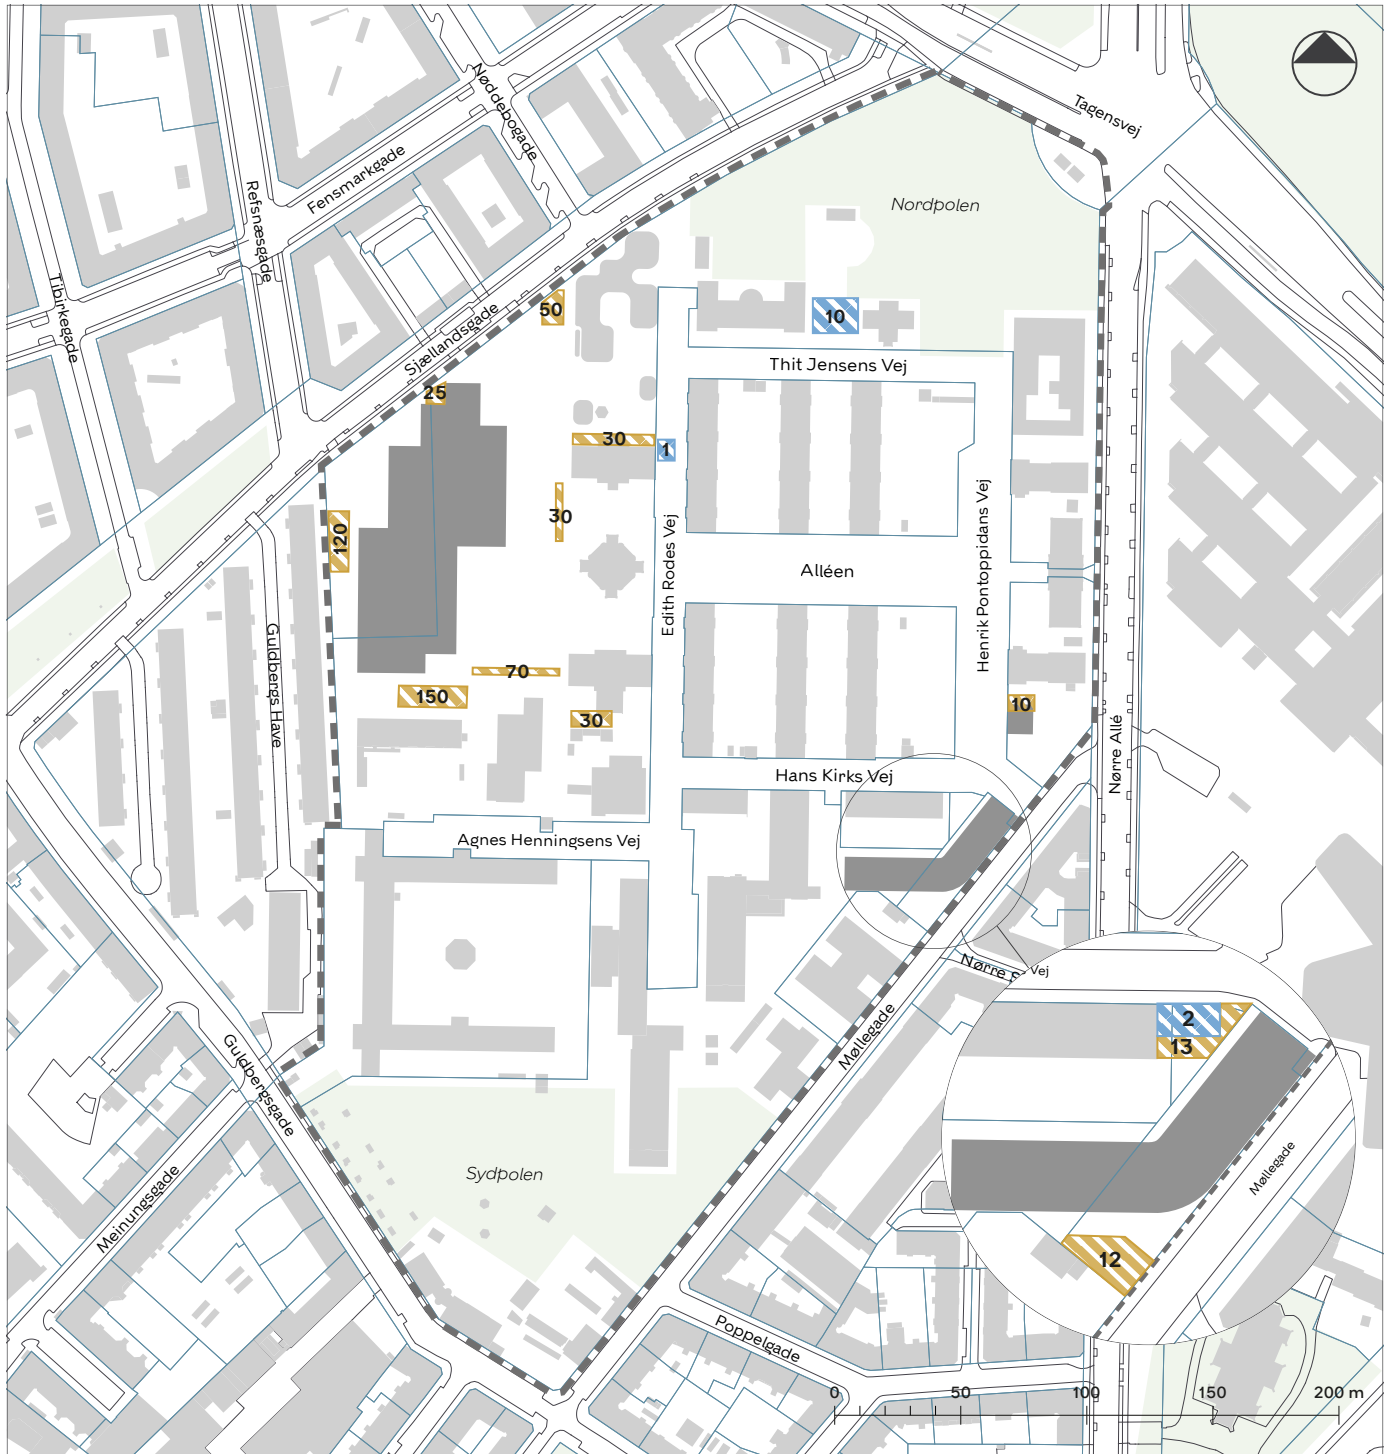 Nøddebogade
Tagensvej
Fensmarkgade
Refsnæsgade
Nordpolen
Tibirkegade
50
10
Sjællandsgade
Thit Jensens Vej
25
30
1
30
120
Edith Rodes Vej
Henrik Pontoppidans Vej
Alléen
Guldbergs Have
70
150
30
10
Nørre Allé
Hans Kirks Vej
Agnes Henningsens Vej
Nørre
Vej
2
13
Møllegade
Guldbergsgade
Møllegade
Sydpolen
Meinungsgade
12
Poppelgade
0 50 100 150 200 m